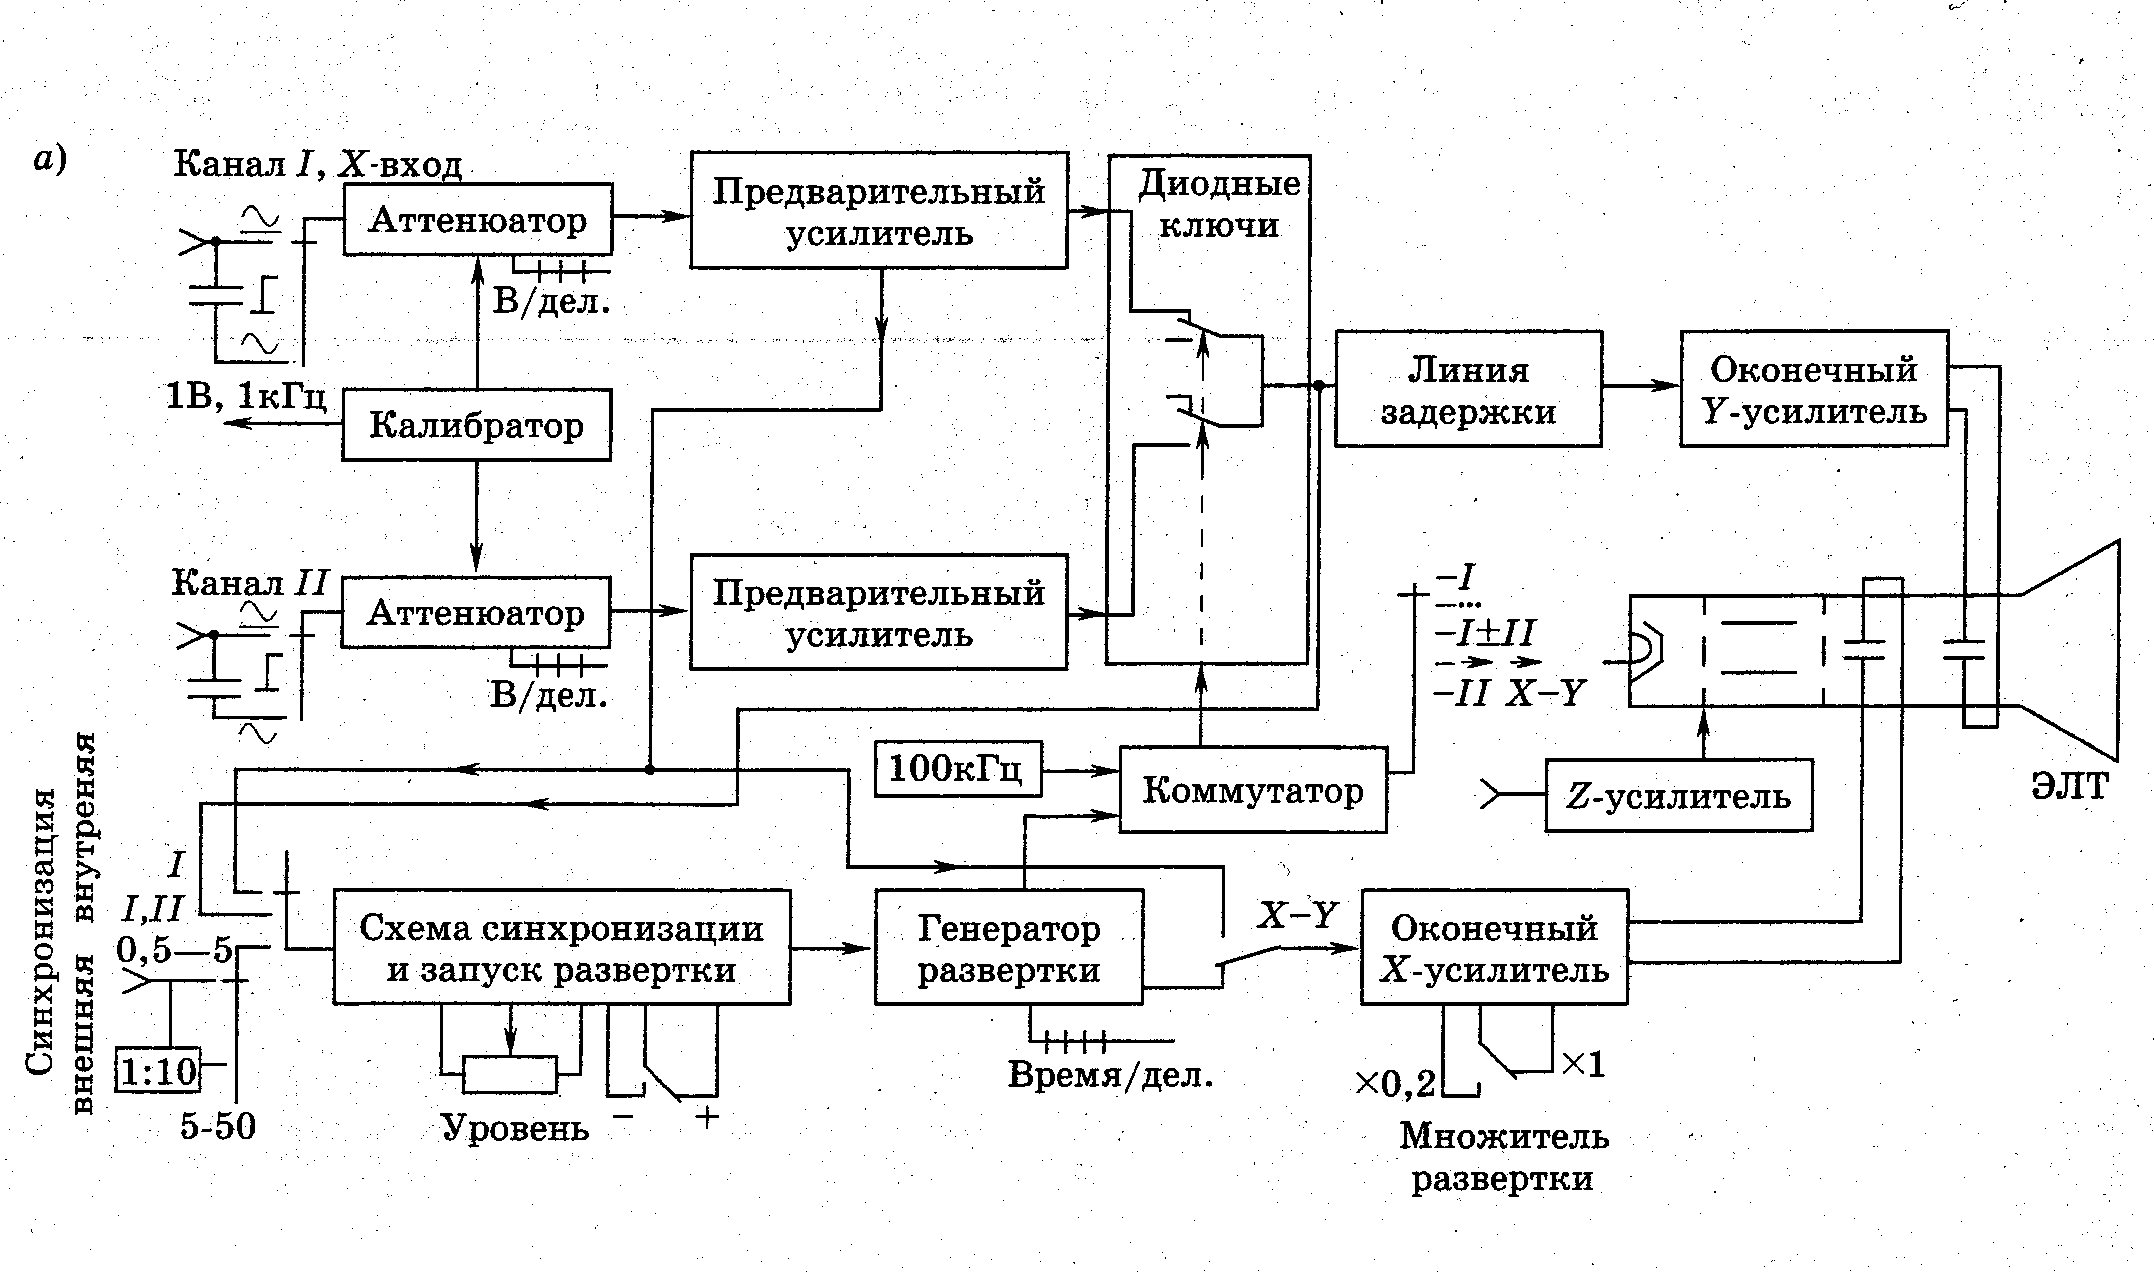 а)
Канал I, X-вход
Аттенюатор
В/дел.
Предварительный
усилитель
Диодные
ключи
1В, 1кГц
Калибратор
Линия
задержки
Оконечный
Y-усилитель
Канал II
Аттенюатор
В/дел.
Предварительный
усилитель
–I
–...
–I±II
–II X–Y
100кГц
Коммутатор
Z-усилитель
ЭЛТ
Синхронизация
внешняя внутреняя
I
I,II
0,5—5
1:10
5-50
Схема синхронизации
и запуск развертки
Уровень
– +
Генератор
развертки
Время/дел.
X–Y
Оконечный
X-усилитель
×0,2
×1
Множитель
развертки